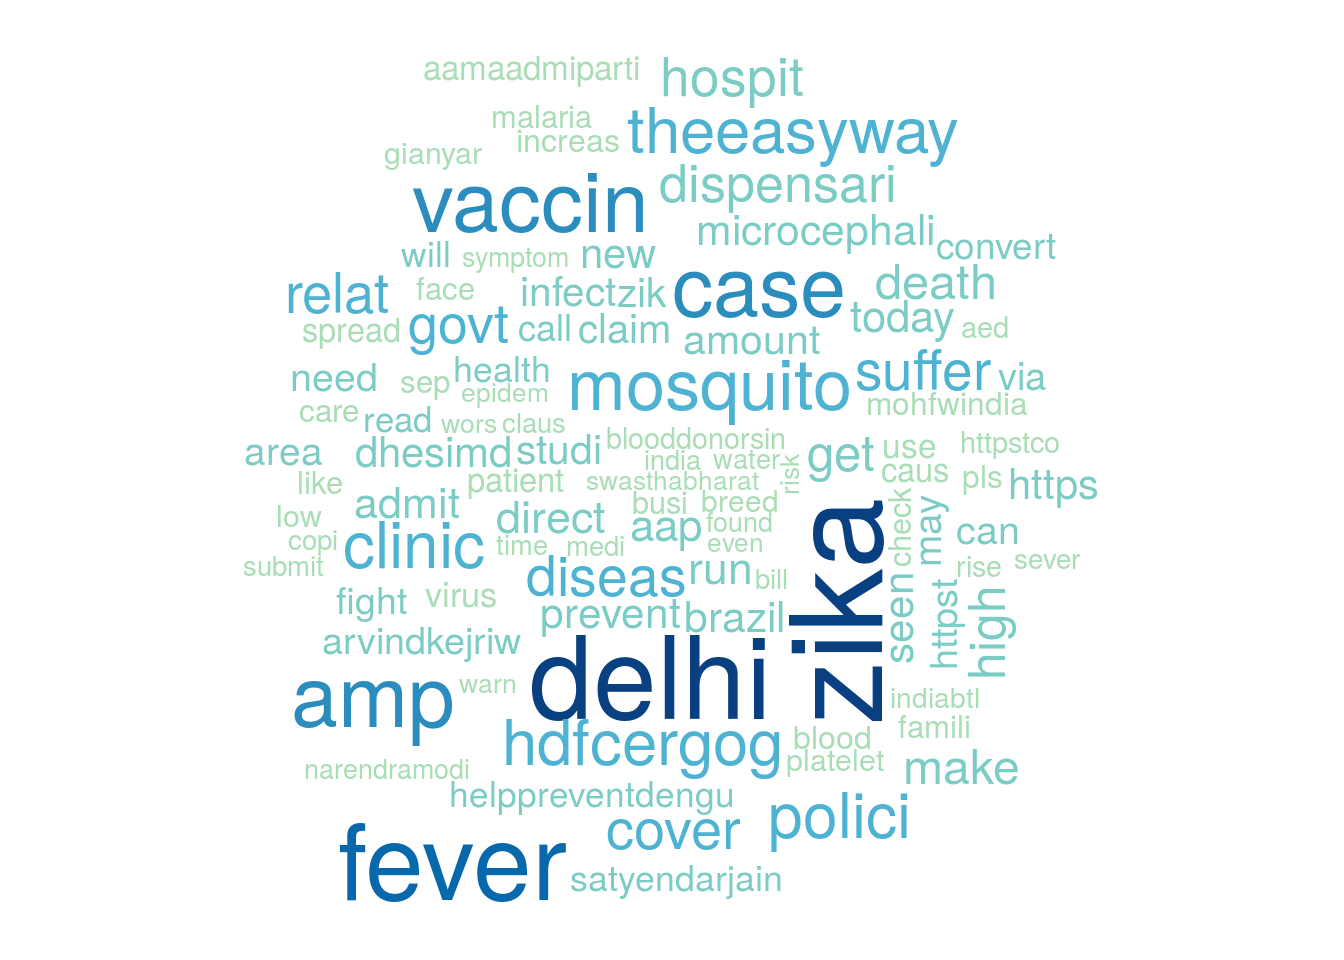 aamaadmiparti hospit
malaria theeasyway
increas
gianyar
vaccin dispensari
microcephali
will symptom new convert
relat face infect zik case death
spread govt call claim today aed
amount
need sep health mosquito suffer via
epidem mohfwindia
care read wors claus
area dhesimd studi blooddonorsin get use httpstco
india water risk caus
like patient swasthabharat pls https
admit busi breed zika check may
low direct aap found can
copi clinic time medi even
submit diseas run bill rise sever
fight virus seen httpst high
prevent brazil
arvindkejriw
amp warn delhi indiabtl
hdfcergog blood famili
narendramodi platelet make
helppreventdengu
fever cover polici
satyendarjain